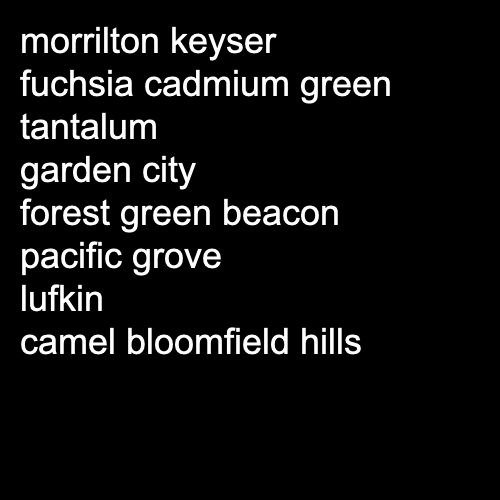 morrilton keyser
fuchsia cadmium green
tantalum
garden city
forest green beacon
pacific grove
lufkin
camel bloomfield hills